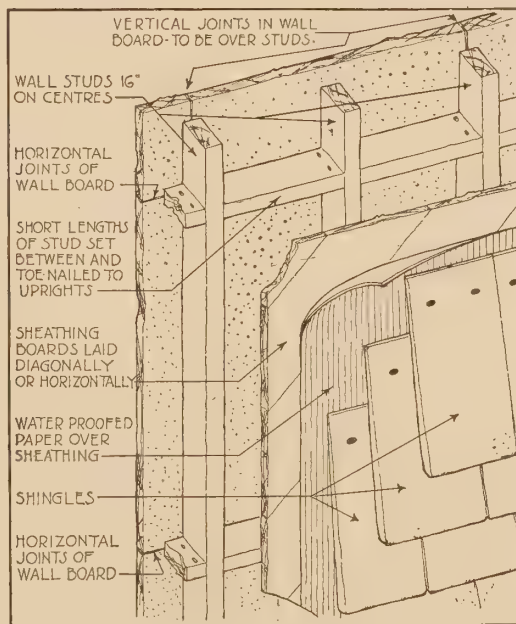 VERTICAL JOINTS IN WALL
BOARD-TO BE OVER STUDS.
WALL STUDS 16"
ON CENTRES
HORIZONTAL
JOINTS OF
WALL BOARD
SHORT LENGTHS
OF STUD SET
BETWEEN AND
TOE-NAILED TO
UPRIGHTS
SHEATHING
BOARDS LAID
DIAGONALLY
OR HORIZONTALLY
WATER PROOFED
PAPER OVER
SHEATHING
SHINGLES
HORIZONTAL
JOINTS OF
WALL BOARD